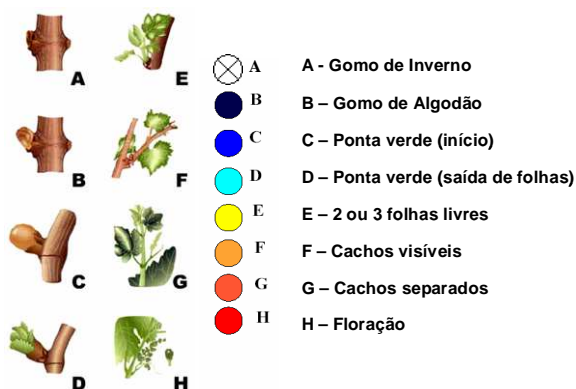 A
E
B
F
C
G
D
H
A
B
C
D
E
F
G
H
A - Gomo de Inverno
B – Gomo de Algodão
C – Ponta verde (início)
D – Ponta verde (saída de folhas)
E – 2 ou 3 folhas livres
F – Cachos visíveis
G – Cachos separados
H – Floração